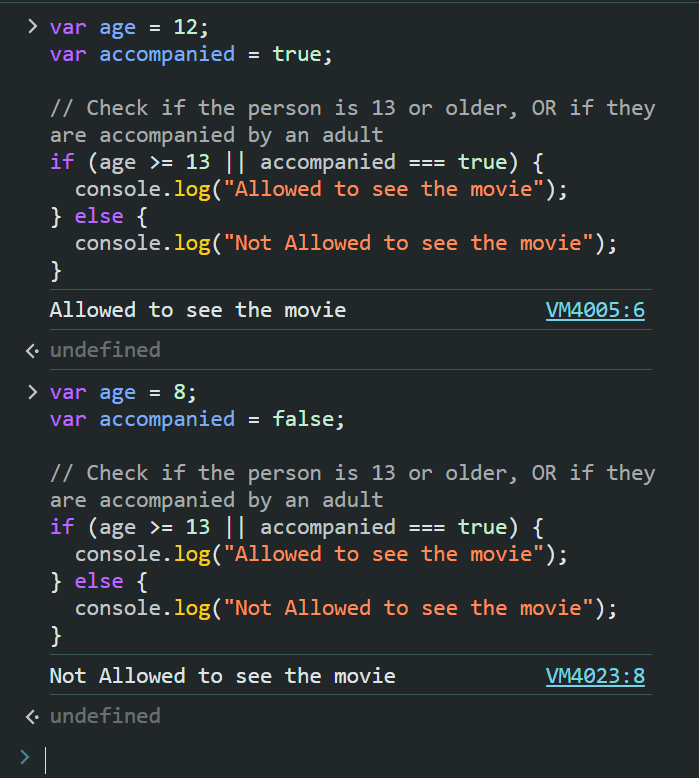 > var age = 12;
var accompanied = true;

// Check if the person is 13 or older, OR if they
are accompanied by an adult
if (age >= 13 || accompanied === true) {
  console.log("Allowed to see the movie");
} else {
  console.log("Not Allowed to see the movie");
}
Allowed to see the movie VM4005:6
undefined
> var age = 8;
var accompanied = false;

// Check if the person is 13 or older, OR if they
are accompanied by an adult
if (age >= 13 || accompanied === true) {
  console.log("Allowed to see the movie");
} else {
  console.log("Not Allowed to see the movie");
}
Not Allowed to see the movie VM4023:8
undefined
>